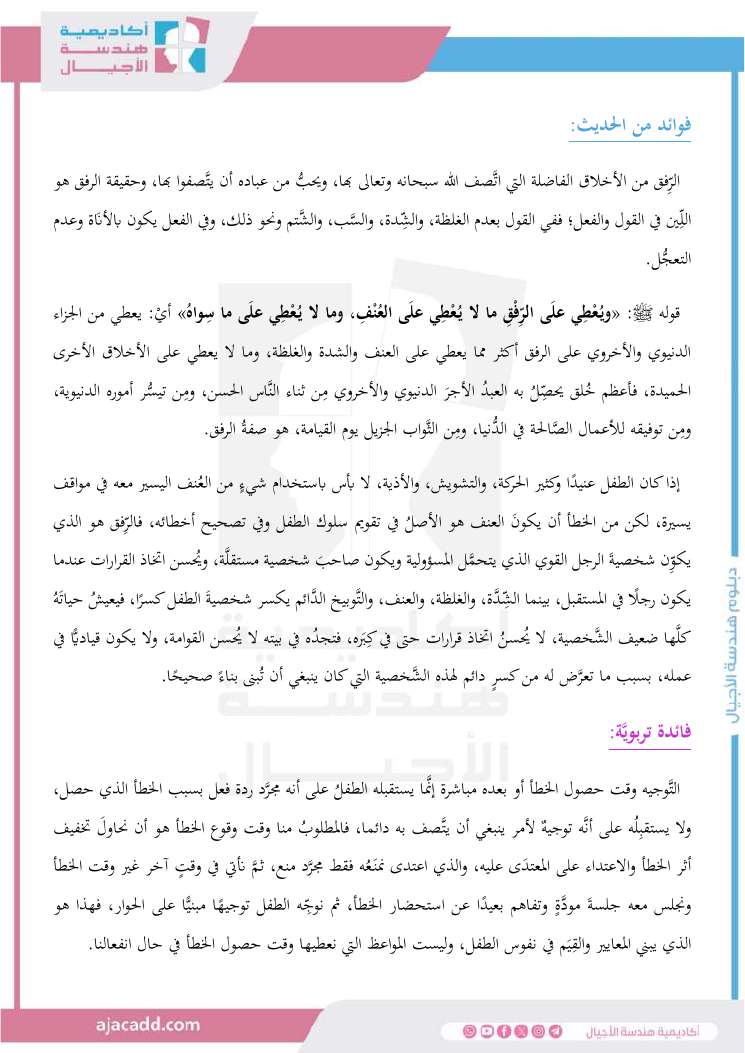 أكاديمية
هندسة
الأجيال
فوائد من الحديث:
الرِّفق من الأخلاق الفاضلة التي اتَّصف الله سبحانه وتعالى بها، ويحبُّ من عباده أن يتَّصفوا بها، وحقيقة الرفق هو
اللِّين في القول والفعل؛ ففي القول بعدم الغلظة، والشِّدة، والسَّب، والشَّتم ونحو ذلك، وفي الفعل يكون بالأنَاة وعدم
التعجُّل.
قوله ﷺ: «ويُعْطِي علَى الرِّفْقِ ما لا يُعْطِي علَى العُنْفِ، وما لا يُعْطِي علَى ما سِواهُ» أيْ: يعطي من الجزاء
الدنيوي والأخروي على الرفق أكثر مما يعطي على العنف والشدة والغلظة، وما لا يعطي على الأخلاق الأخرى
الحميدة، فأعظم خُلق يحصّلُ به العبدُ الأجرَ الدنيوي والأخروي مِن ثناء النَّاس الحسن، ومِن تيسُّر أموره الدنيوية،
ومِن توفيقه للأعمال الصَّالحة في الدُّنيا، ومِن الثَّواب الجزيل يوم القيامة، هو صفةُ الرفق.
إذا كان الطفل عنيدًا وكثير الحركة، والتشويش، والأذية، لا بأس باستخدام شيءٍ من العُنف اليسير معه في مواقف
يسيرة، لكن من الخطأ أن يكونَ العنف هو الأصلُ في تقويم سلوك الطفل وفي تصحيح أخطائه، فالرِّفق هو الذي
يكوِّن شخصيةَ الرجل القوي الذي يتحمَّل المسؤولية ويكون صاحبَ شخصية مستقلَّة، ويُحسن اتخاذ القرارات عندما
يكون رجلًا في المستقبل، بينما الشِّدَّة، والغلظة، والعنف، والتَّوبيخ الدَّائم يكسر شخصيةَ الطفل كسرًا، فيعيشُ حياتَهُ
كلَّها ضعيف الشَّخصية، لا يُحسنُ اتخاذ قرارات حتى في كِبَره، فتجدُه في بيته لا يُحسن القوامة، ولا يكون قياديًّا في
عمله، بسبب ما تعرَّض له من كسرٍ دائم لهذه الشَّخصية التي كان ينبغي أن تُبنى بناءً صحيحًا.
فائدة تربويَّة:
التَّوجيه وقت حصول الخطأ أو بعده مباشرة إنَّما يستقبله الطفلُ على أنه مجرَّد ردة فعل بسبب الخطأ الذي حصل،
ولا يستقبِلُه على أنَّه توجيهٌ لأمر ينبغي أن يتَّصف به دائما، فالمطلوبُ منا وقت وقوع الخطأ هو أن نحاولَ تخفيف
أثر الخطأ والاعتداء على المعتدَى عليه، والذي اعتدى نمنَعُه فقط مجرَّد منع، ثمَّ نأتي في وقتٍ آخر غير وقت الخطأ
ونجلس معه جلسةَ مودَّةٍ وتفاهم بعيدًا عن استحضار الخطأ، ثم نوجِّه الطفل توجيهًا مبنيًّا على الحوار، فهذا هو
الذي يبني المعايير والقِيَم في نفوس الطفل، وليست المواعظ التي نعطيها وقت حصول الخطأ في حال انفعالنا.
دبلوم هندسة الأجيال
أكاديمية
هندسة
الأجيال
أكاديمية هندسة الأجيال
ajacadd.com